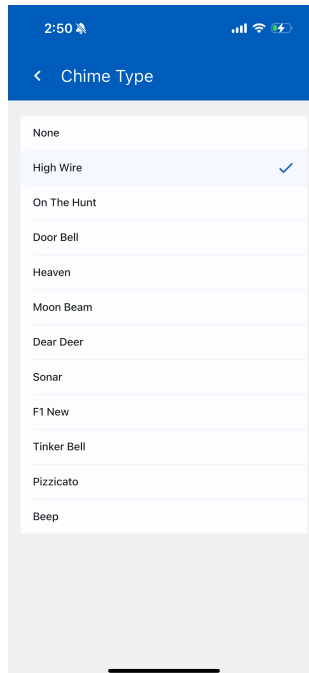 2:50
Chime Type
None
High Wire
On The Hunt
Door Bell
Heaven
Moon Beam
Dear Deer
Sonar
F1 New
Tinker Bell
Pizzicato
Beep